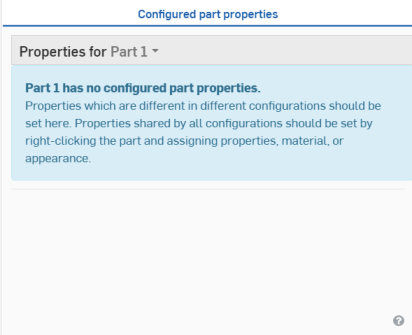 Configured part properties
Properties for Part 1
Part 1 has no configured part properties.
Properties which are different in different configurations should be
set here. Properties shared by all configurations should be set by
right-clicking the part and assigning properties, material, or
appearance.
?